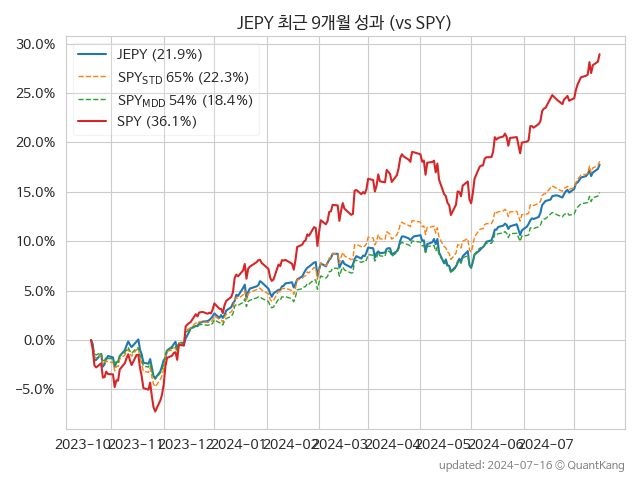 JEPY 최근 9개월 성과 (vs SPY)
30.0%
25.0%
20.0%
15.0%
10.0%
5.0%
0.0%
−5.0%
JEPY (21.9%)
SPY_STD 65% (22.3%)
SPY_MDD 54% (18.4%)
SPY (36.1%)
2023-10 2023-11 2023-12 2024-01 2024-02 2024-03 2024-04 2024-05 2024-06 2024-07
updated: 2024-07-16 © QuantKang